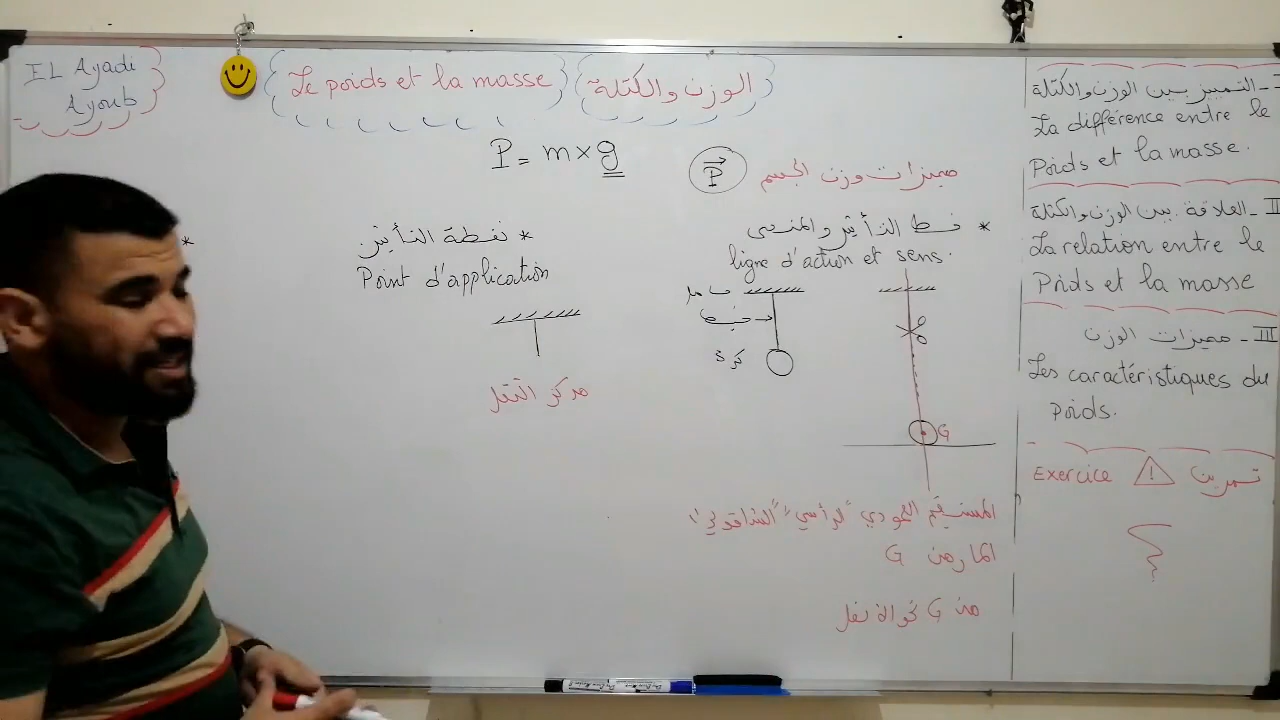 IL Ayadi
Ayoub
Le poids et la masse
الوزن والكتلة
P = m × g
P
مميزات وزن الجسم
* خط التأثير والمنحى
ligne d'action et sens.
حامل
خيط
كرة
G
المستقيم العمودي "الرأسي" "الشاقولي"
المار من G
من G نحو الأسفل
* نقطة التأثير
Point d'application
مركز الثقل
*
I - التمييز بين الوزن والكتلة
La différence entre le
Poids et la masse.
II - العلاقة بين الوزن والكتلة
La relation entre le
Poids et la masse
III - مميزات الوزن
Les caractéristiques du
Poids.
Exercice ! تمرين